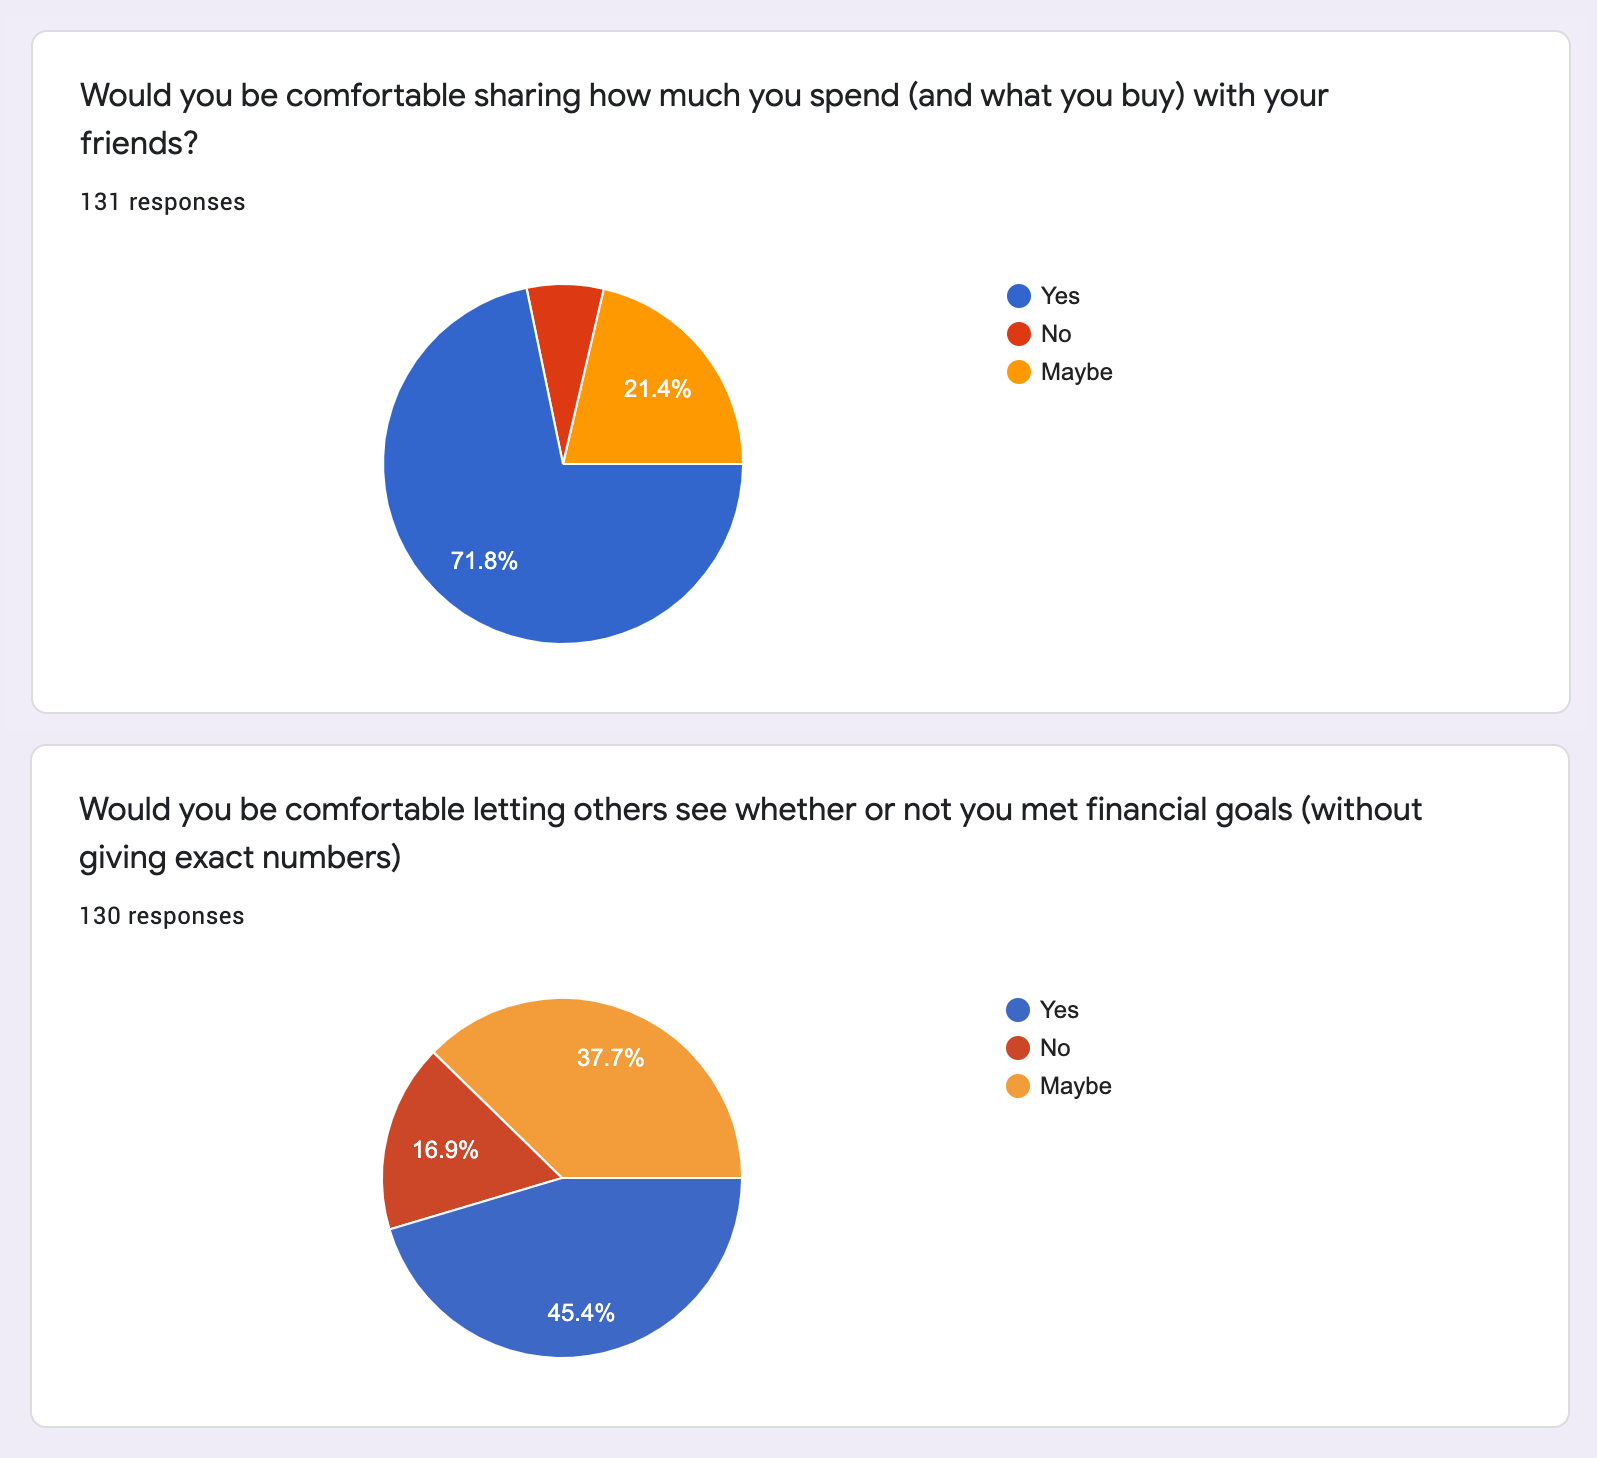 Would you be comfortable sharing how much you spend (and what you buy) with your
friends?
131 responses
Yes
No
Maybe
21.4%
71.8%
Would you be comfortable letting others see whether or not you met financial goals (without
giving exact numbers)
130 responses
Yes
No
Maybe
37.7%
16.9%
45.4%